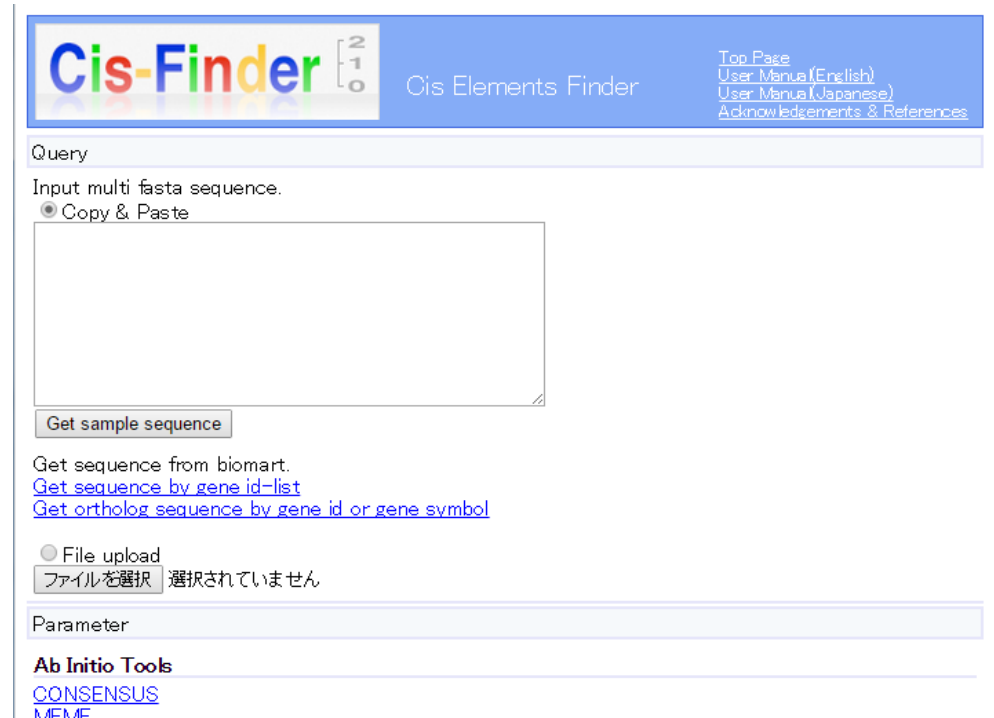 Cis-Finder 2 1 0
Cis Elements Finder
Top Page
User Manual(English)
User Manual(Japanese)
Acknowledgements & References
Query
Input multi fasta sequence.
Copy & Paste
Get sample sequence
Get sequence from biomart.
Get sequence by gene id-list
Get ortholog sequence by gene id or gene symbol
File upload
ファイルを選択 選択されていません
Parameter
Ab Initio Tools
CONSENSUS
MEME